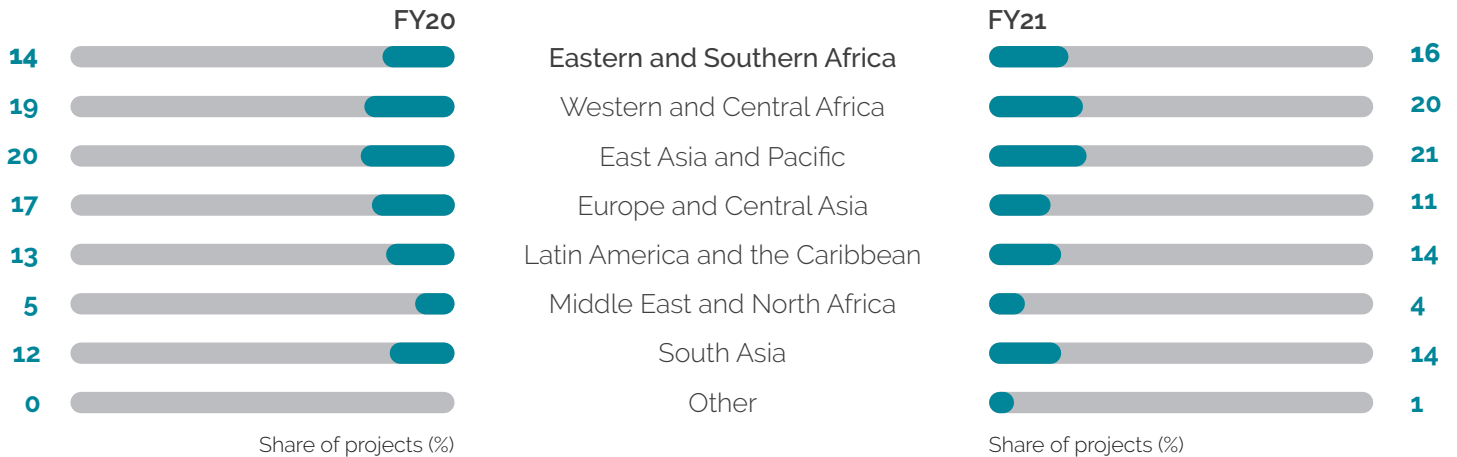 FY20 FY21
14 Eastern and Southern Africa 16
19 Western and Central Africa 20
20 East Asia and Pacific 21
17 Europe and Central Asia 11
13 Latin America and the Caribbean 14
5 Middle East and North Africa 4
12 South Asia 14
0 Other 1
Share of projects (%) Share of projects (%)